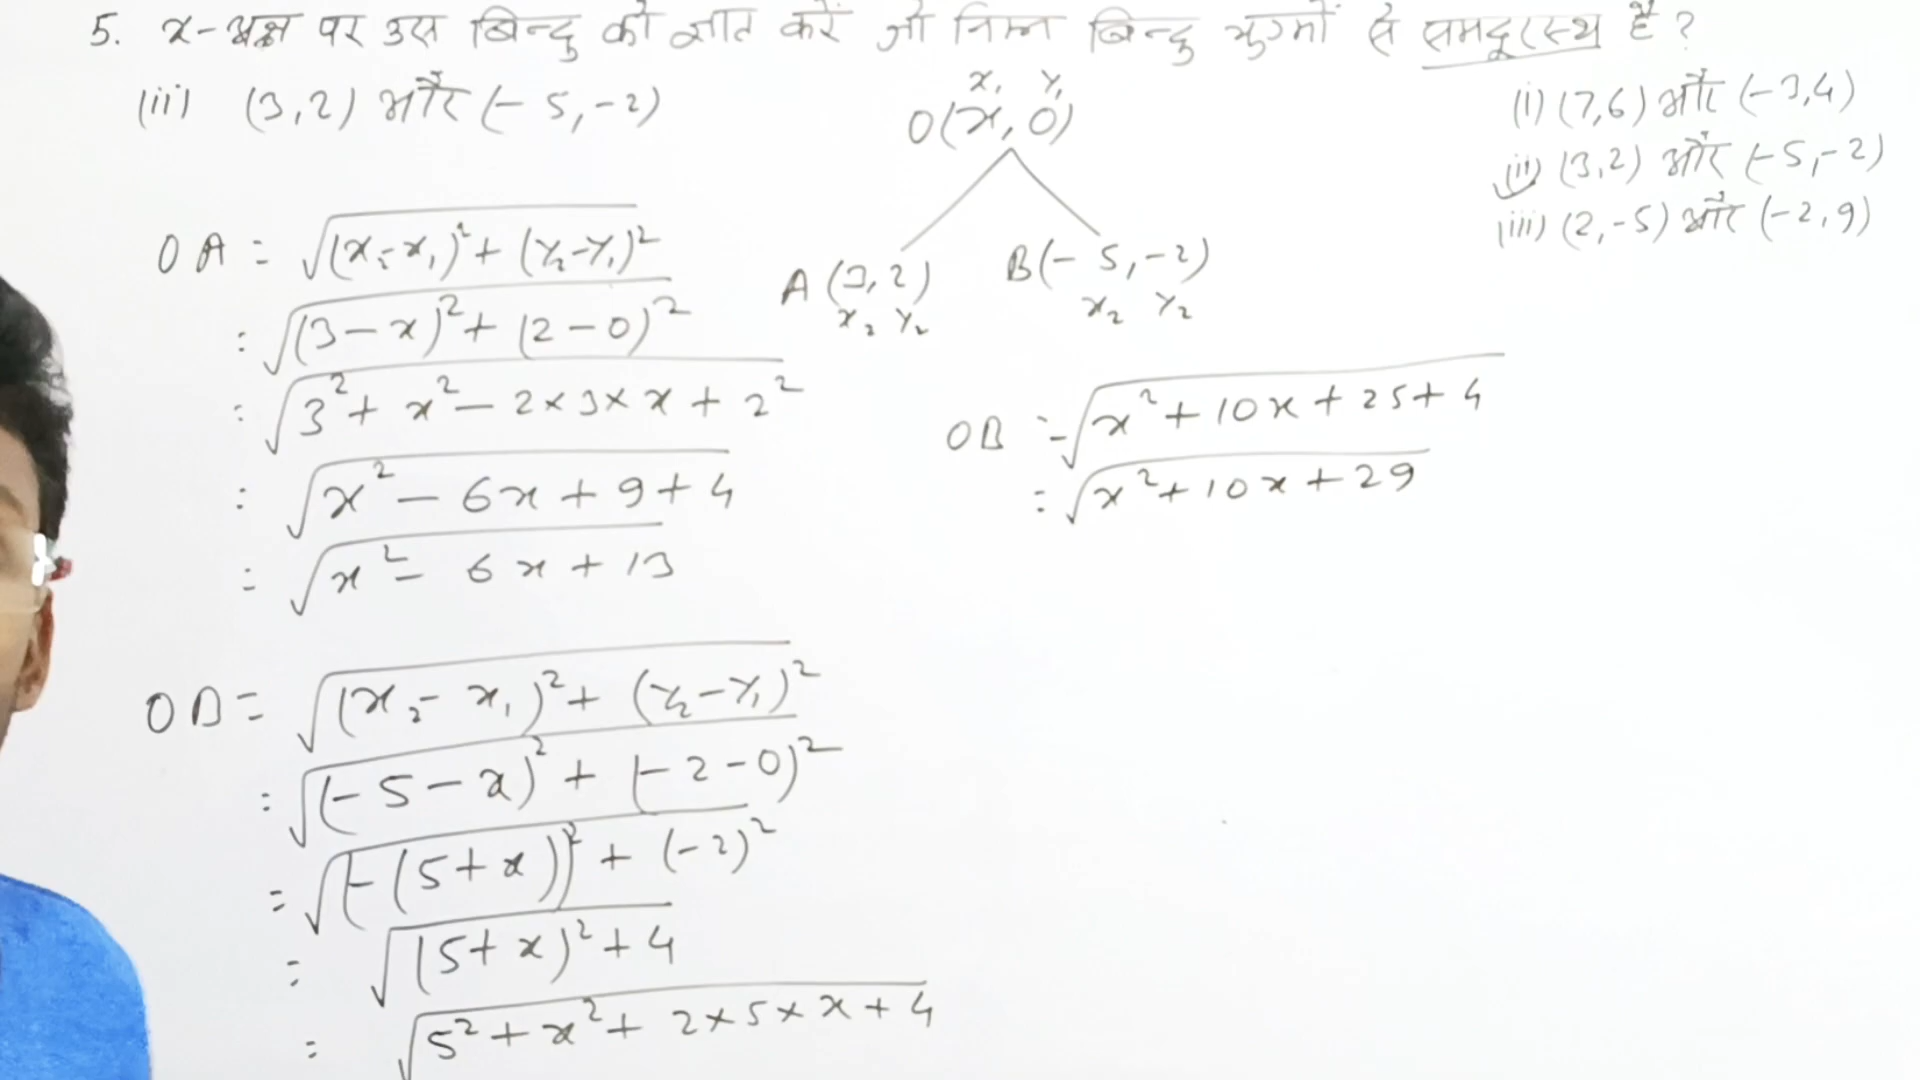 5. x-अक्ष पर उस बिन्दु को ज्ञात करें जो निम्न बिन्दु युग्मों से समदूरस्थ है ?
(ii) (3,2) और (-5,-2)
(i) (7,6) और (-3,4)
(ii) (3,2) और (-5,-2)
(iii) (2,-5) और (-2,9)
x₁ y₁
O(x, 0)
A (3,2)
x₂ y₂
B(-5,-2)
x₂ y₂
OA = √(x₂-x₁)²+(y₂-y₁)²
= √(3-x)²+(2-0)²
= √3²+x²-2×3×x+2²
= √x²-6x+9+4
= √x²-6x+13
OB = √(x₂-x₁)²+(y₂-y₁)²
= √(-5-x)²+(-2-0)²
= √(-(5+x))²+(-2)²
= √(5+x)²+4
= √5²+x²+2×5×x+4
OB = √x²+10x+25+4
= √x²+10x+29